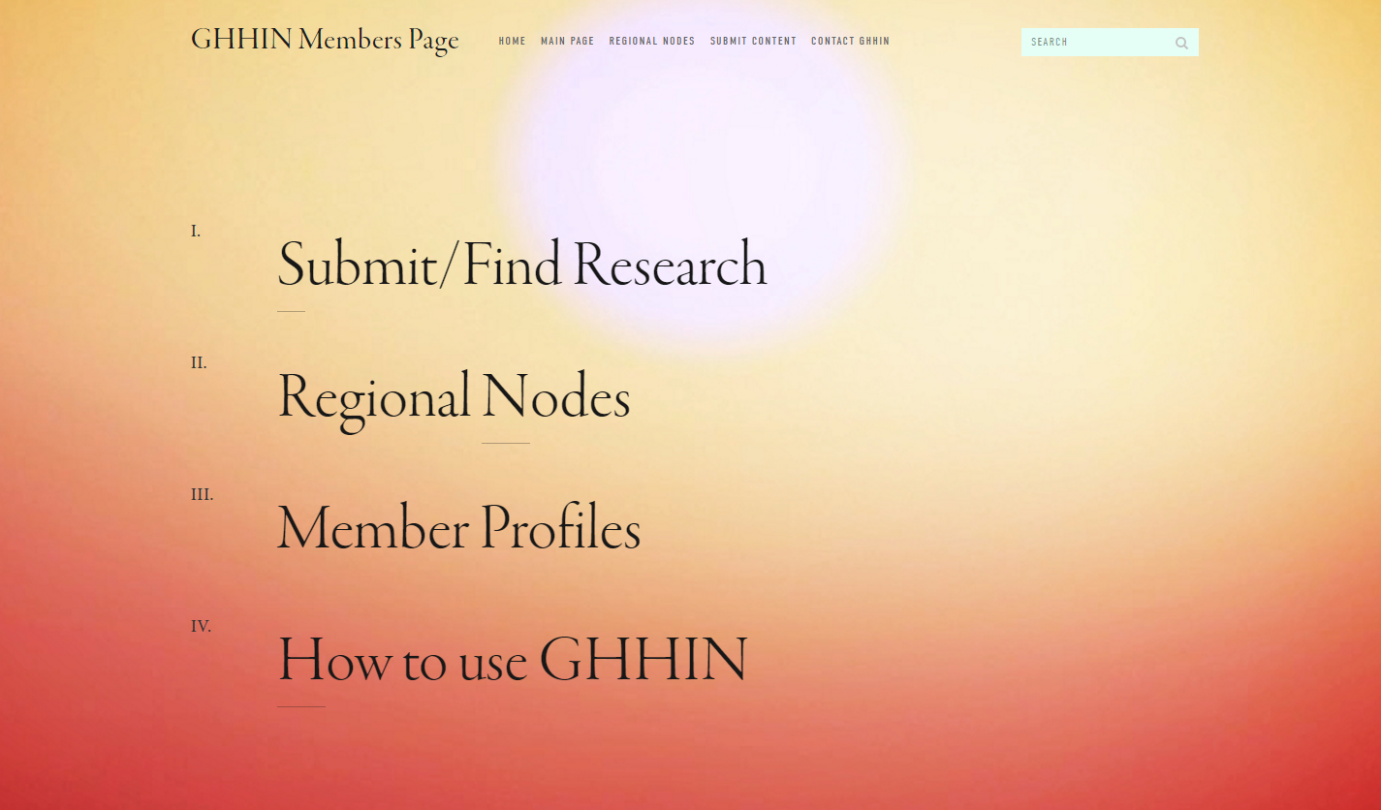 GHHIN Members Page
HOME MAIN PAGE REGIONAL NODES SUBMIT CONTENT CONTACT GHHIN
SEARCH
I.
Submit/Find Research
II.
Regional Nodes
III.
Member Profiles
IV.
How to use GHHIN